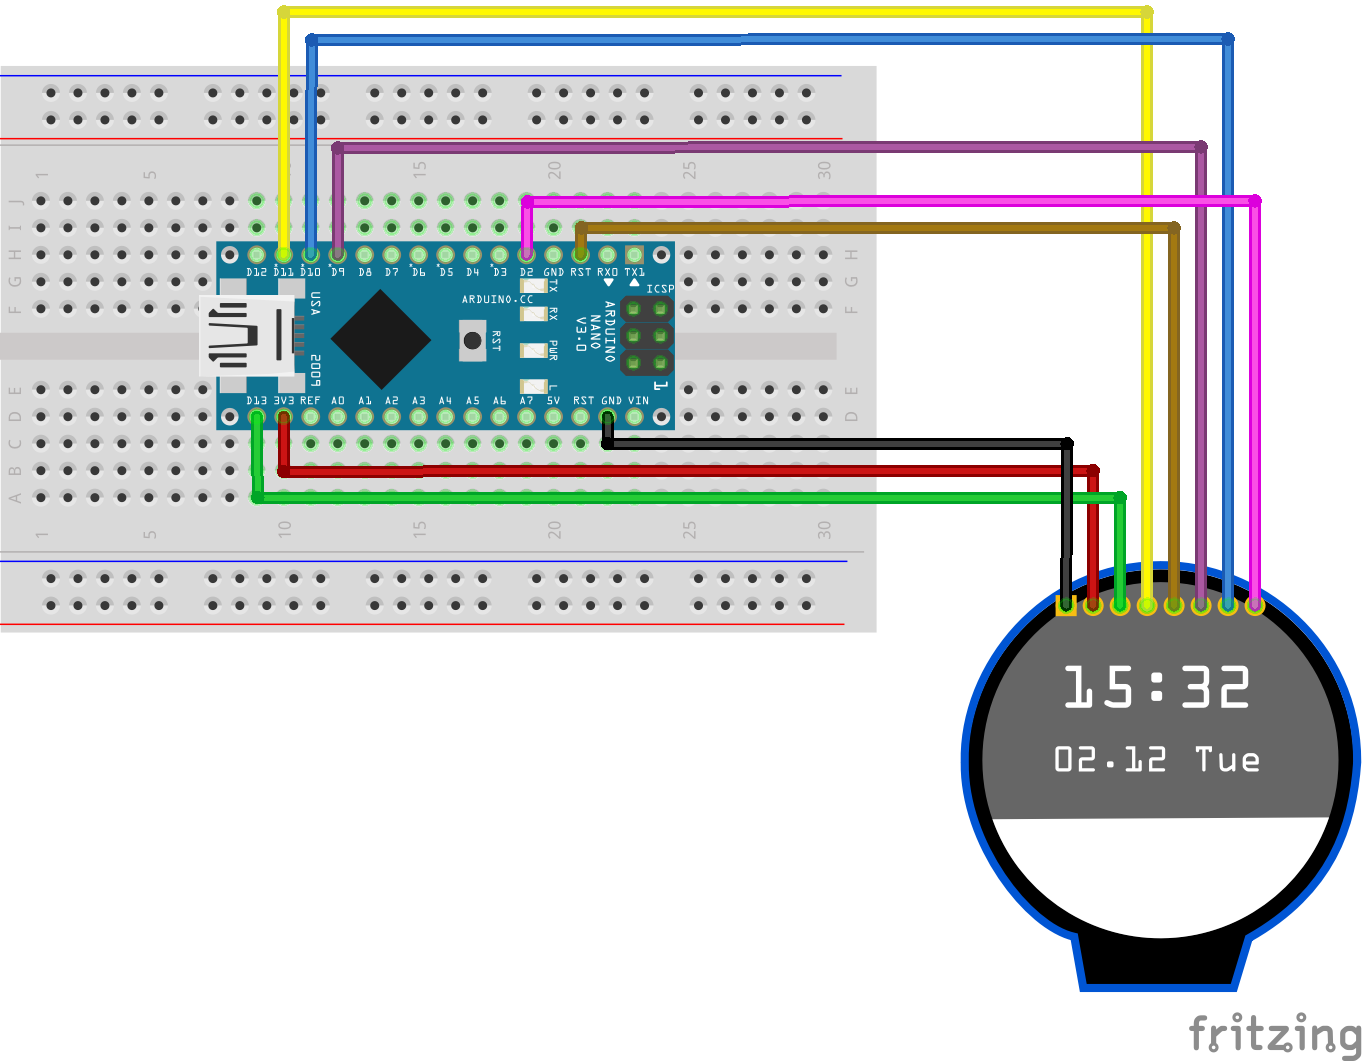 1 5 15 20 25 30
J J
I I
H H
G G
F F
D12 D11 D10 D9 D8 D7 D6 D5 D4 D3 D2 GND RST RX0 TX1
TX
ICSP
USA
ARDUINO.CC
RX
ARDUINO
NANO
V3.0
RST
PWR
2009
L
1
D13 3V3 REF A0 A1 A2 A3 A4 A5 A6 A7 5V RST GND VIN
E E
D D
C
B
A
1 5 10 15 20 25 30
15:32
02.12 Tue
fritzing